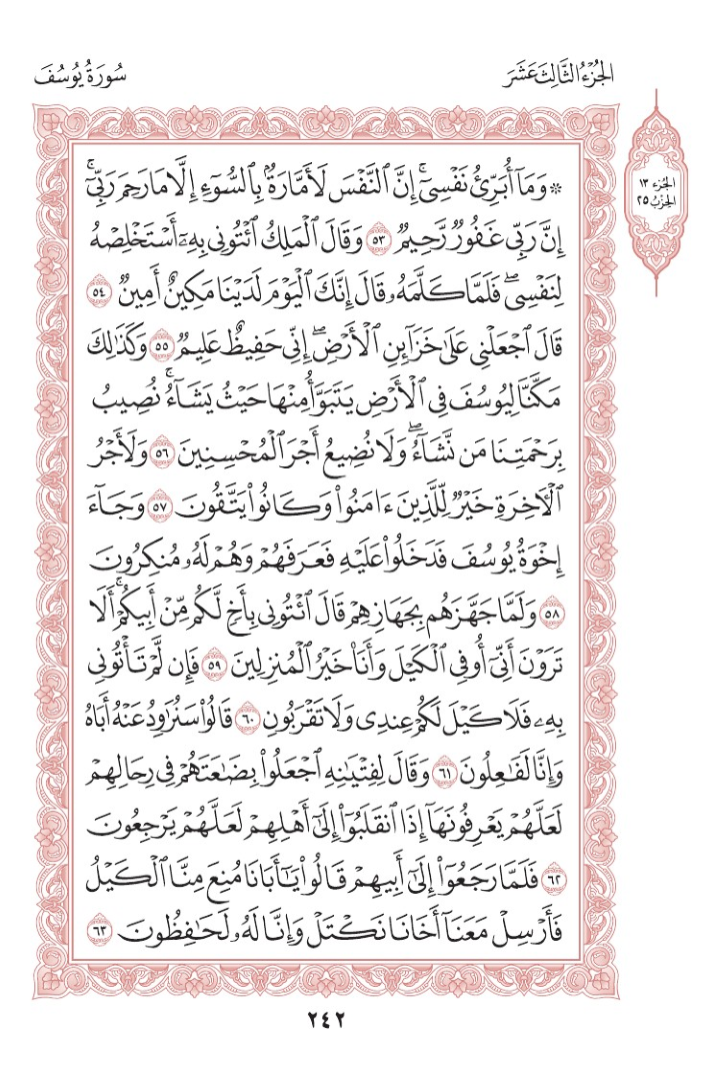 الجُزْءُ الثَّالِثَ عَشَرَ
سُورَةُ يُوسُفَ
الجُزء ١٣
الحِزْبُ ٢٥
۞ وَمَآ أُبَرِّئُ نَفۡسِيٓۚ إِنَّ ٱلنَّفۡسَ لَأَمَّارَةُۢ بِٱلسُّوٓءِ إِلَّا مَا رَحِمَ رَبِّيٓۚ
إِنَّ رَبِّي غَفُورٞ رَّحِيمٞ ٥٣ وَقَالَ ٱلۡمَلِكُ ٱئۡتُونِي بِهِۦٓ أَسۡتَخۡلِصۡهُ
لِنَفۡسِيۖ فَلَمَّا كَلَّمَهُۥ قَالَ إِنَّكَ ٱلۡيَوۡمَ لَدَيۡنَا مَكِينٌ أَمِينٞ ٥٤
قَالَ ٱجۡعَلۡنِي عَلَىٰ خَزَآئِنِ ٱلۡأَرۡضِۖ إِنِّي حَفِيظٌ عَلِيمٞ ٥٥ وَكَذَٰلِكَ
مَكَّنَّا لِيُوسُفَ فِي ٱلۡأَرۡضِ يَتَبَوَّأُ مِنۡهَا حَيۡثُ يَشَآءُۚ نُصِيبُ
بِرَحۡمَتِنَا مَن نَّشَآءُۖ وَلَا نُضِيعُ أَجۡرَ ٱلۡمُحۡسِنِينَ ٥٦ وَلَأَجۡرُ
ٱلۡأٓخِرَةِ خَيۡرٞ لِّلَّذِينَ ءَامَنُواْ وَكَانُواْ يَتَّقُونَ ٥٧ وَجَآءَ
إِخۡوَةُ يُوسُفَ فَدَخَلُواْ عَلَيۡهِ فَعَرَفَهُمۡ وَهُمۡ لَهُۥ مُنكِرُونَ
٥٨ وَلَمَّا جَهَّزَهُم بِجَهَازِهِمۡ قَالَ ٱئۡتُونِي بِأَخٖ لَّكُم مِّنۡ أَبِيكُمۡۚ أَلَا
تَرَوۡنَ أَنِّيٓ أُوفِي ٱلۡكَيۡلَ وَأَنَا۠ خَيۡرُ ٱلۡمُنزِلِينَ ٥٩ فَإِن لَّمۡ تَأۡتُونِي
بِهِۦ فَلَا كَيۡلَ لَكُمۡ عِندِي وَلَا تَقۡرَبُونِ ٦٠ قَالُواْ سَنُرَٰوِدُ عَنۡهُ أَبَاهُ
وَإِنَّا لَفَٰعِلُونَ ٦١ وَقَالَ لِفِتۡيَٰنِهِ ٱجۡعَلُواْ بِضَٰعَتَهُمۡ فِي رِحَالِهِمۡ
لَعَلَّهُمۡ يَعۡرِفُونَهَآ إِذَا ٱنقَلَبُوٓاْ إِلَىٰٓ أَهۡلِهِمۡ لَعَلَّهُمۡ يَرۡجِعُونَ
٦٢ فَلَمَّا رَجَعُوٓاْ إِلَىٰٓ أَبِيهِمۡ قَالُواْ يَٰٓأَبَانَا مُنِعَ مِنَّا ٱلۡكَيۡلُ
فَأَرۡسِلۡ مَعَنَآ أَخَانَا نَكۡتَلۡ وَإِنَّا لَهُۥ لَحَٰفِظُونَ ٦٣
٢٤٢